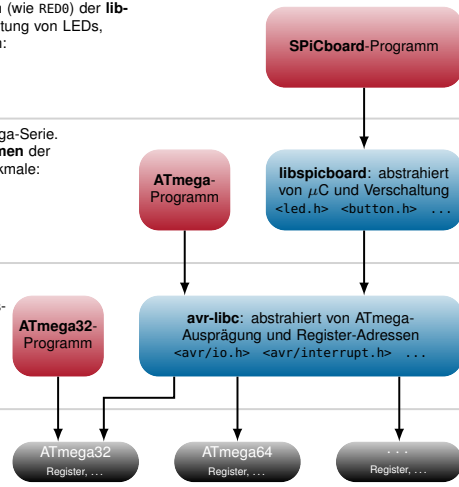 (wie RED0) der lib-
tung von LEDs,
SPiCboard-Programm
ga-Serie.
men der
kmale:
ATmega-
Programm
libspicboard: abstrahiert
von μC und Verschaltung
<led.h> <button.h> ...
s-
ATmega32-
Programm
avr-libc: abstrahiert von ATmega-
Ausprägung und Register-Adressen
<avr/io.h> <avr/interrupt.h> ...
ATmega32
Register, ...
ATmega64
Register, ...
...
Register, ...